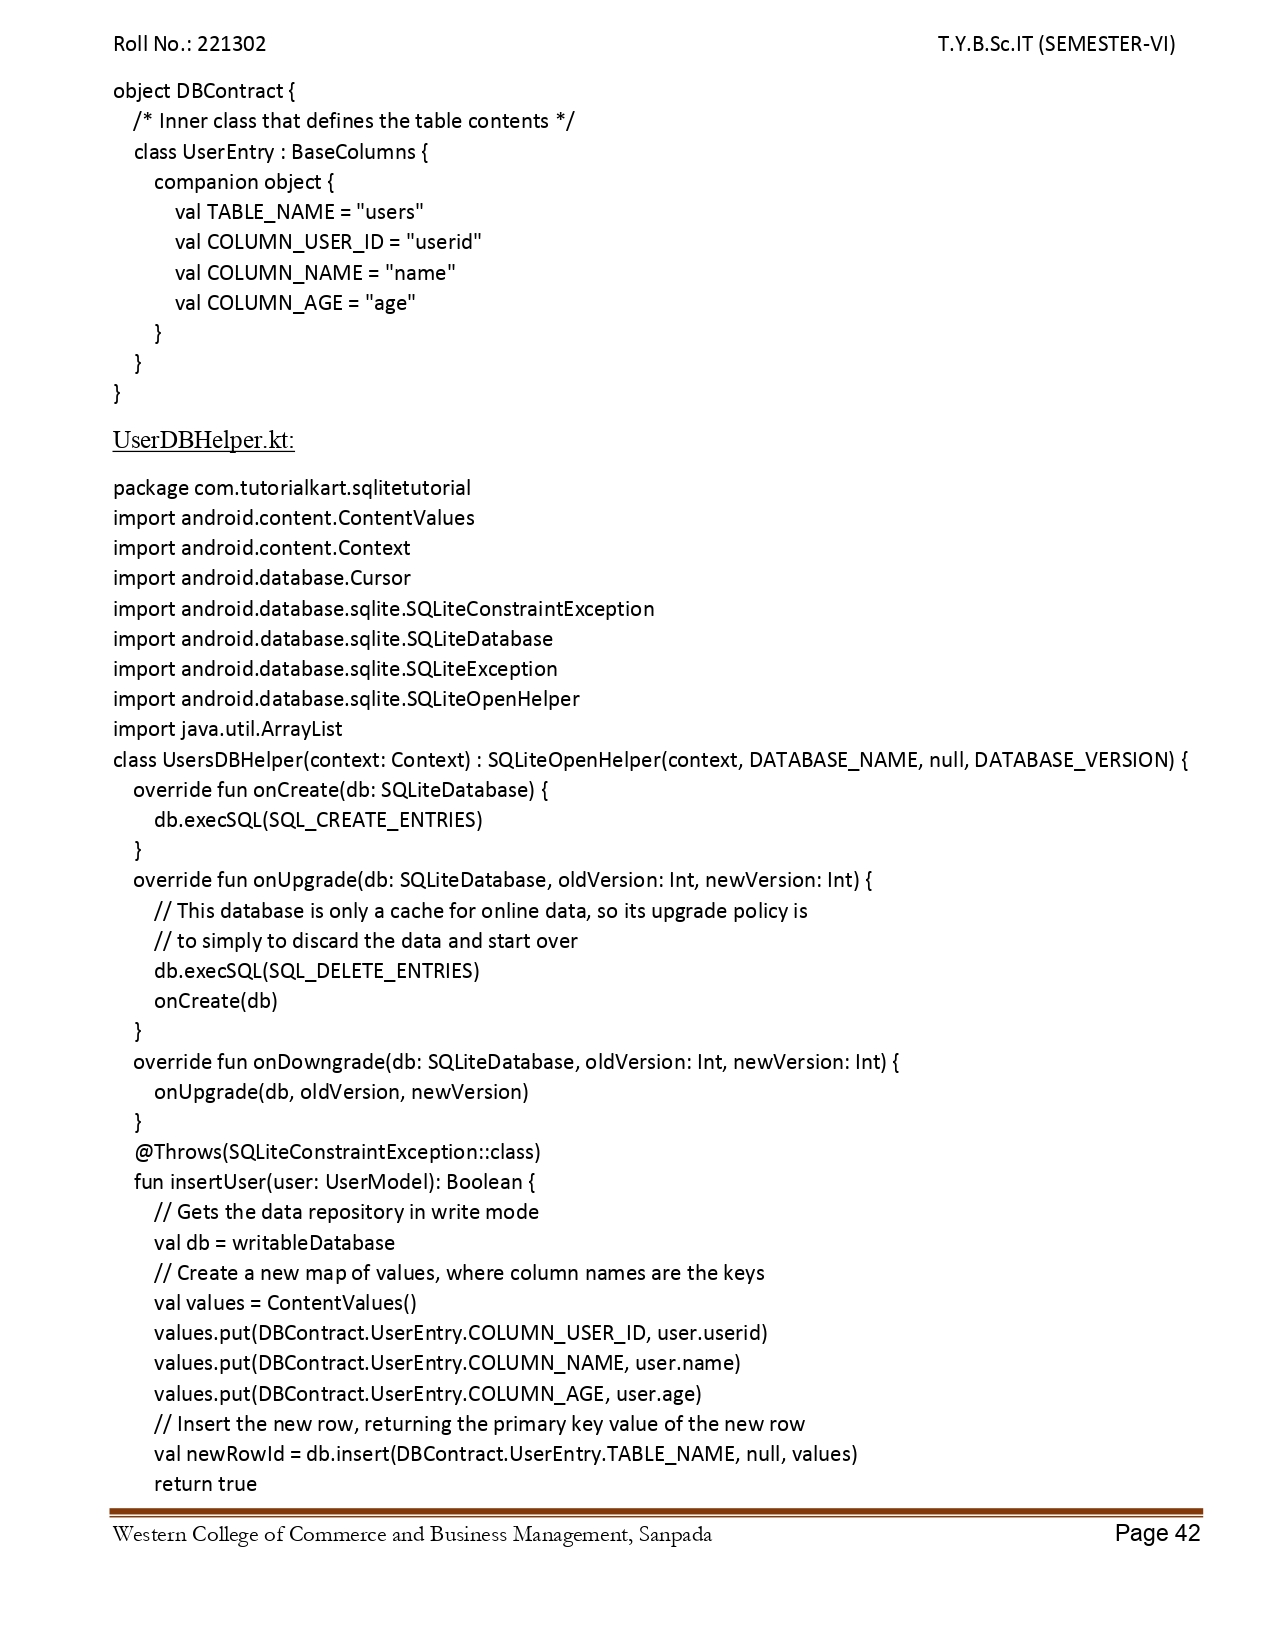 Roll No.: 221302 T.Y.B.Sc.IT (SEMESTER-VI)
object DBContract {
/* Inner class that defines the table contents */
class UserEntry : BaseColumns {
companion object {
val TABLE_NAME = "users"
val COLUMN_USER_ID = "userid"
val COLUMN_NAME = "name"
val COLUMN_AGE = "age"
}
}
}
UserDBHelper.kt:
package com.tutorialkart.sqlitetutorial
import android.content.ContentValues
import android.content.Context
import android.database.Cursor
import android.database.sqlite.SQLiteConstraintException
import android.database.sqlite.SQLiteDatabase
import android.database.sqlite.SQLiteException
import android.database.sqlite.SQLiteOpenHelper
import java.util.ArrayList
class UsersDBHelper(context: Context) : SQLiteOpenHelper(context, DATABASE_NAME, null, DATABASE_VERSION) {
override fun onCreate(db: SQLiteDatabase) {
db.execSQL(SQL_CREATE_ENTRIES)
}
override fun onUpgrade(db: SQLiteDatabase, oldVersion: Int, newVersion: Int) {
// This database is only a cache for online data, so its upgrade policy is
// to simply to discard the data and start over
db.execSQL(SQL_DELETE_ENTRIES)
onCreate(db)
}
override fun onDowngrade(db: SQLiteDatabase, oldVersion: Int, newVersion: Int) {
onUpgrade(db, oldVersion, newVersion)
}
@Throws(SQLiteConstraintException::class)
fun insertUser(user: UserModel): Boolean {
// Gets the data repository in write mode
val db = writableDatabase
// Create a new map of values, where column names are the keys
val values = ContentValues()
values.put(DBContract.UserEntry.COLUMN_USER_ID, user.userid)
values.put(DBContract.UserEntry.COLUMN_NAME, user.name)
values.put(DBContract.UserEntry.COLUMN_AGE, user.age)
// Insert the new row, returning the primary key value of the new row
val newRowId = db.insert(DBContract.UserEntry.TABLE_NAME, null, values)
return true
Western College of Commerce and Business Management, Sanpada Page 42